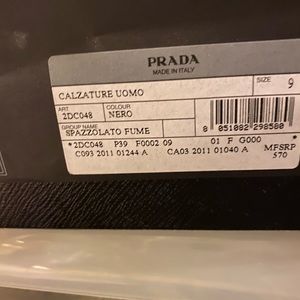 PRADA
MADE IN ITALY
CALZATURE UOMO
SIZE
9
ART
COLOUR
2DC048
NERO
GROUP NAME
SPAZZOLATO FUME
8 051082 298580
*2DC048 P39 F0002 09 01 F G000 *
C093 2011 01244 A CA03 2011 01040 A MFSRP
570